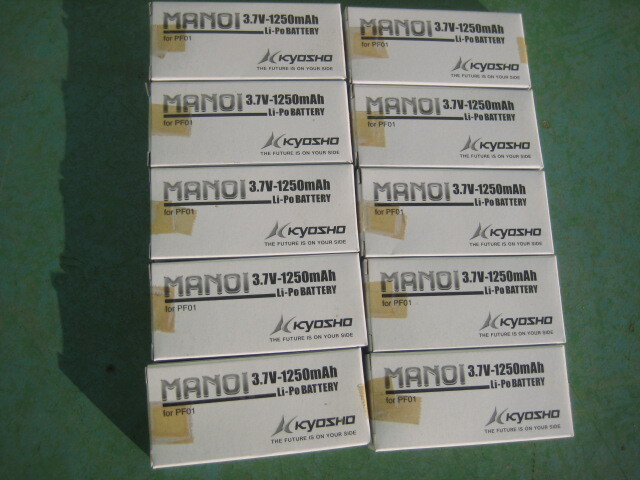 MANOI 3.7V-1250mAh
Li-Po BATTERY
for PF01
KYOSHO
THE FUTURE IS ON YOUR SIDE
MANOI 3.7V-1250mAh
Li-Po BATTERY
for PF01
KYOSHO
THE FUTURE IS ON YOUR SIDE
MANOI 3.7V-1250mAh
Li-Po BATTERY
for PF01
KYOSHO
THE FUTURE IS ON YOUR SIDE
MANOI 3.7V-1250mAh
Li-Po BATTERY
for PF01
KYOSHO
THE FUTURE IS ON YOUR SIDE
MANOI 3.7V-1250mAh
Li-Po BATTERY
for PF01
KYOSHO
THE FUTURE IS ON YOUR SIDE
MANOI 3.7V-1250mAh
Li-Po BATTERY
for PF01
KYOSHO
THE FUTURE IS ON YOUR SIDE
MANOI 3.7V-1250mAh
Li-Po BATTERY
for PF01
KYOSHO
THE FUTURE IS ON YOUR SIDE
MANOI 3.7V-1250mAh
Li-Po BATTERY
for PF01
KYOSHO
THE FUTURE IS ON YOUR SIDE
MANOI 3.7V-1250mAh
Li-Po BATTERY
for PF01
KYOSHO
THE FUTURE IS ON YOUR SIDE
MANOI 3.7V-1250mAh
Li-Po BATTERY
for PF01
KYOSHO
THE FUTURE IS ON YOUR SIDE